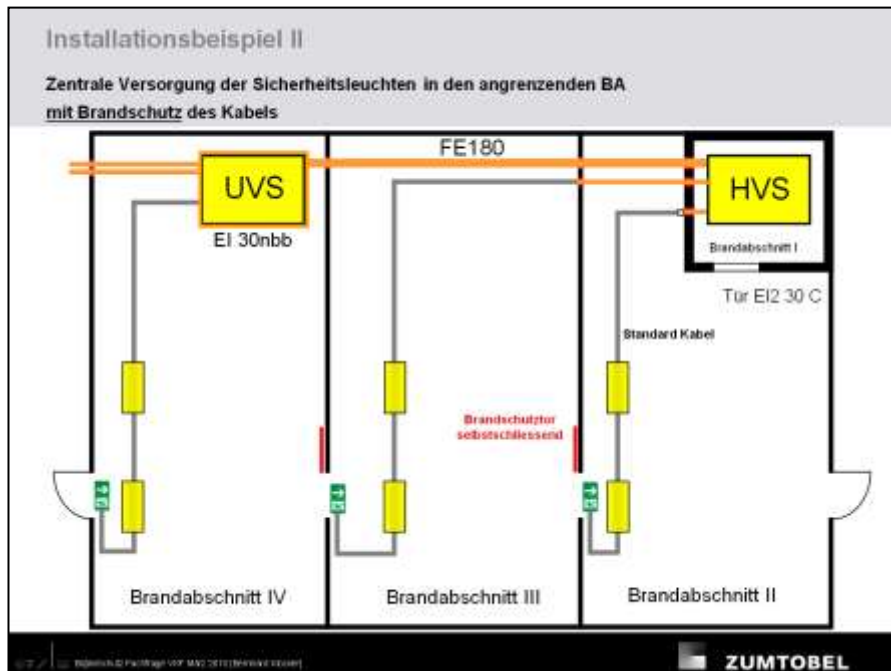 Installationsbeispiel II
Zentrale Versorgung der Sicherheitsleuchten in den angrenzenden BA
mit Brandschutz des Kabels
FE180
UVS
HVS
EI 30nbb
Brandabschnitt I
Tür EI2 30 C
Standard Kabel
Brandschutztor
selbstschliessend
Brandabschnitt IV
Brandabschnitt III
Brandabschnitt II
ZUMTOBEL